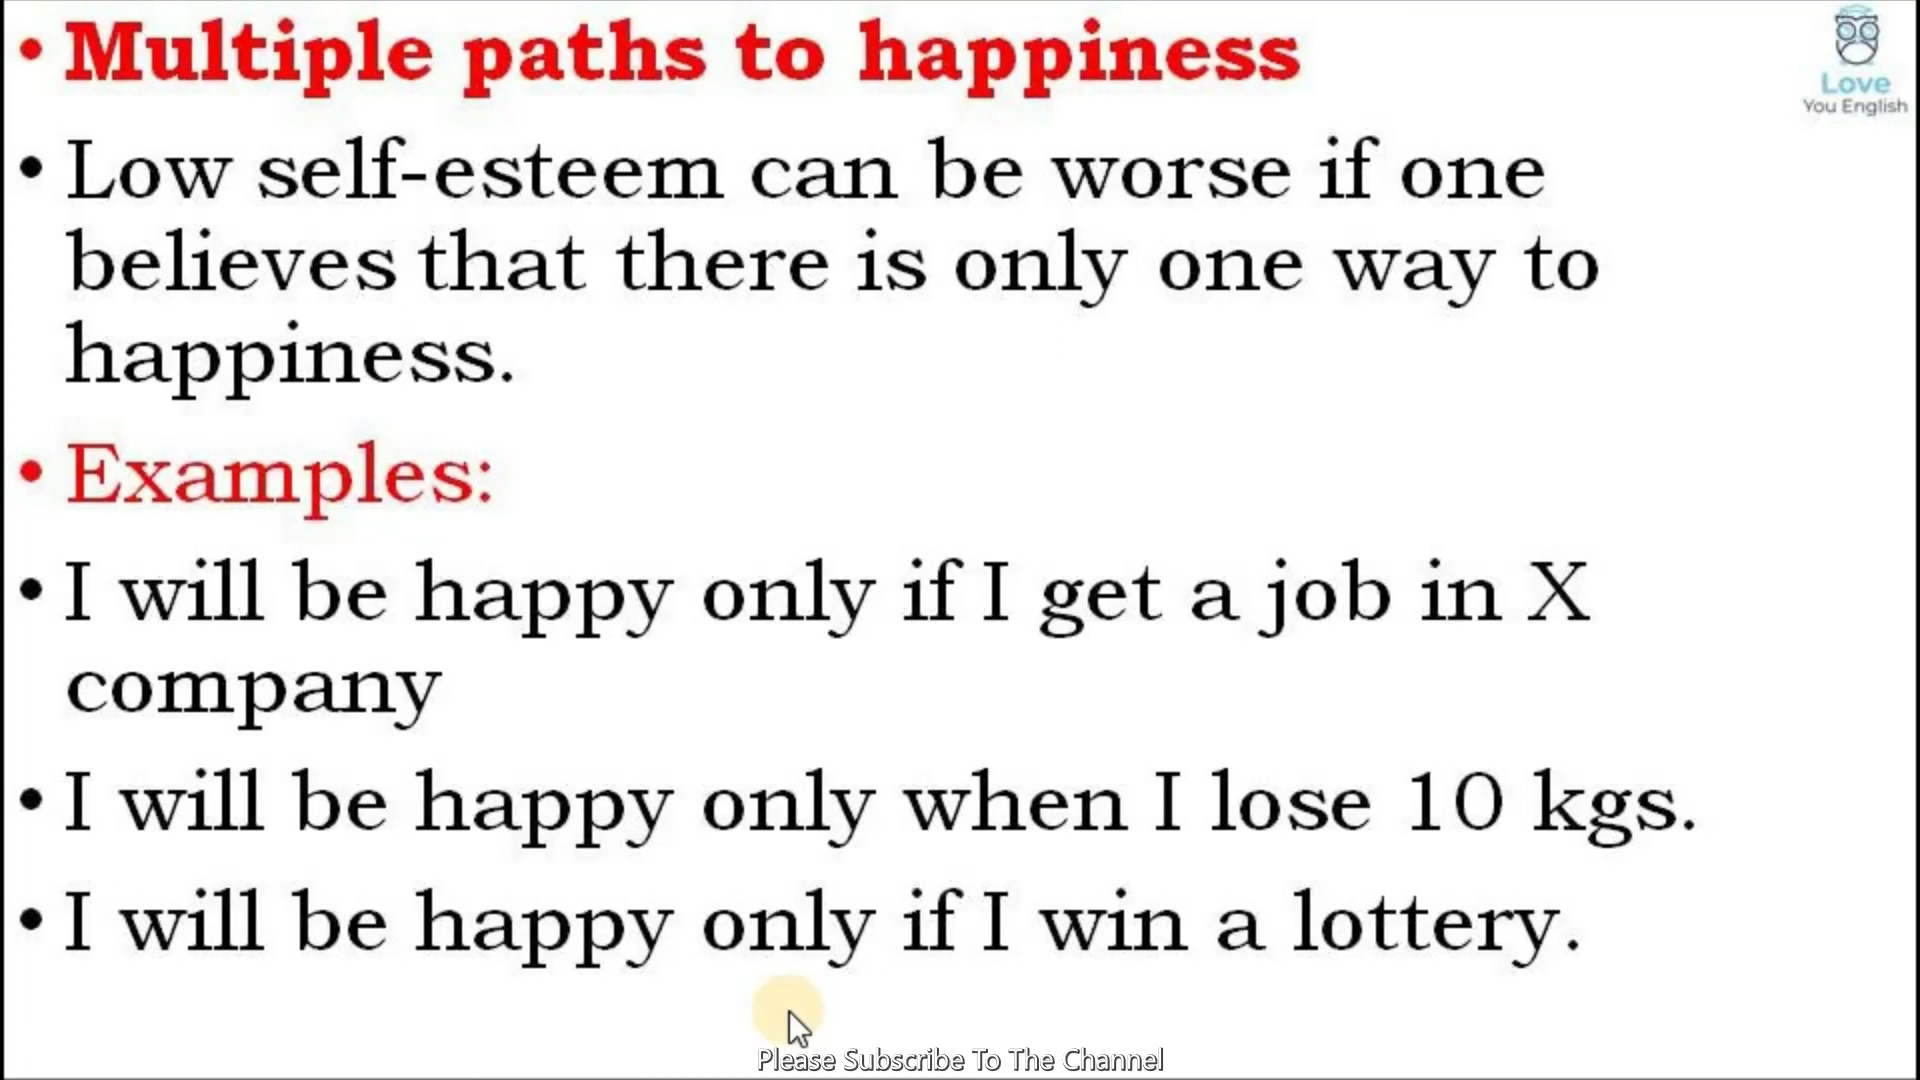 • Multiple paths to happiness
Love
You English
• Low self-esteem can be worse if one
believes that there is only one way to
happiness.
• Examples:
• I will be happy only if I get a job in X
company
• I will be happy only when I lose 10 kgs.
• I will be happy only if I win a lottery.
Please Subscribe To The Channel